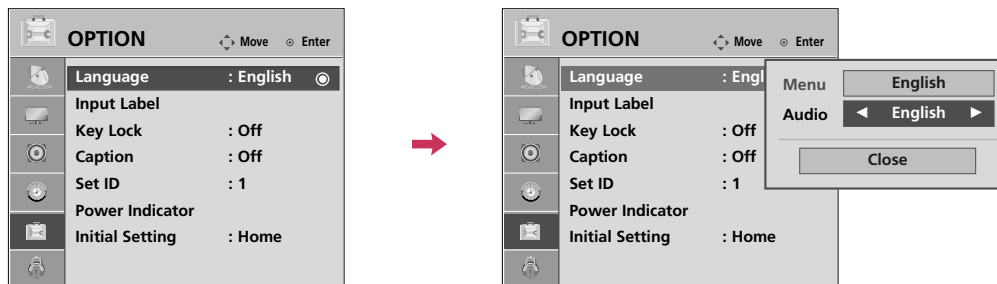 OPTION Move Enter
Language : English
Input Label
Key Lock : Off
Caption : Off
Set ID : 1
Power Indicator
Initial Setting : Home
OPTION Move Enter
Language : Engl
Input Label
Key Lock : Off
Caption : Off
Set ID : 1
Power Indicator
Initial Setting : Home
Menu English
Audio ◀ English ▶
Close